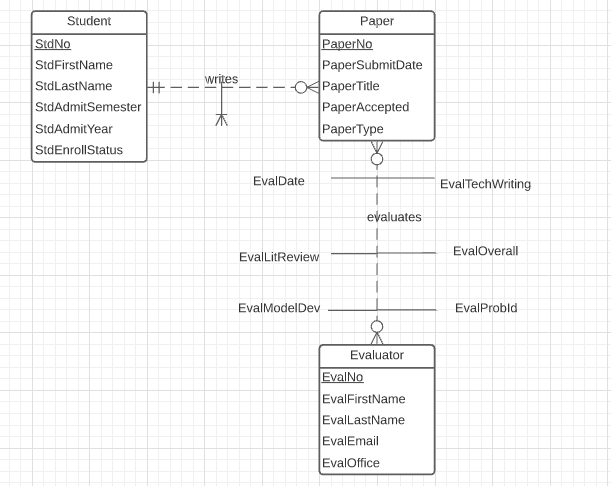 Student
StdNo
StdFirstName
StdLastName
StdAdmitSemester
StdAdmitYear
StdEnrollStatus
writes
Paper
PaperNo
PaperSubmitDate
PaperTitle
PaperAccepted
PaperType
EvalDate
EvalTechWriting
evaluates
EvalLitReview
EvalOverall
EvalModelDev
EvalProbId
Evaluator
EvalNo
EvalFirstName
EvalLastName
EvalEmail
EvalOffice